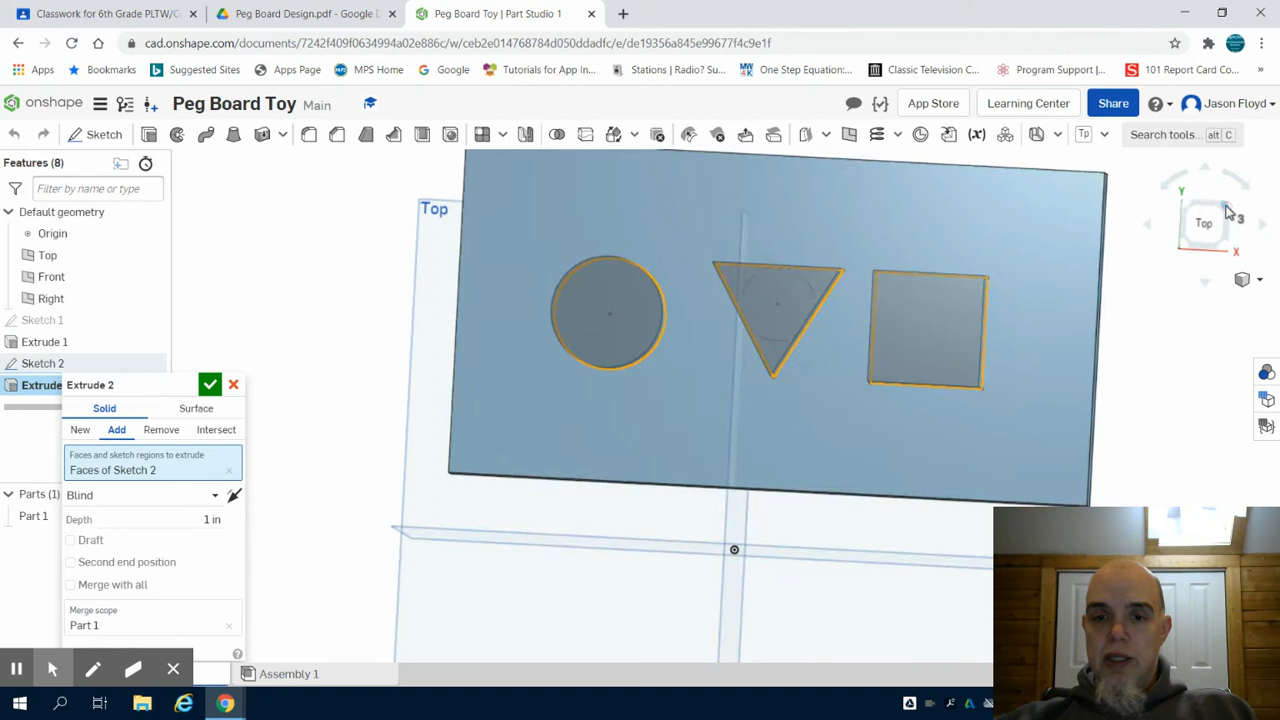 Classwork for 6th Grade PLTW/C
Peg Board Design.pdf - Google D
Peg Board Toy | Part Studio 1
cad.onshape.com/documents/7242f409f0634994a02e886c/w/ceb2e014768f84d050ddadfc/e/de19356a845e99677f4c9e1f
Apps
Bookmarks
Suggested Sites
Apps Page
MPS Home
Google
Tutorials for App In...
Stations | Radio? Su...
One Step Equation:...
Classic Television C...
Program Support |...
101 Report Card Co...
onshape
Peg Board Toy
Main
App Store
Learning Center
Share
Jason Floyd
Sketch
Tp
Search tools...
alt
C
Features (8)
Filter by name or type
Default geometry
Origin
Top
Front
Right
Sketch 1
Extrude 1
Sketch 2
Extrude
Extrude 2
Solid
Surface
New
Add
Remove
Intersect
Faces and sketch regions to extrude
Faces of Sketch 2
Blind
Depth
1 in
Draft
Second end position
Merge with all
Merge scope
Part 1
Parts (1)
Part 1
Top
Y
Top
3
X
Assembly 1